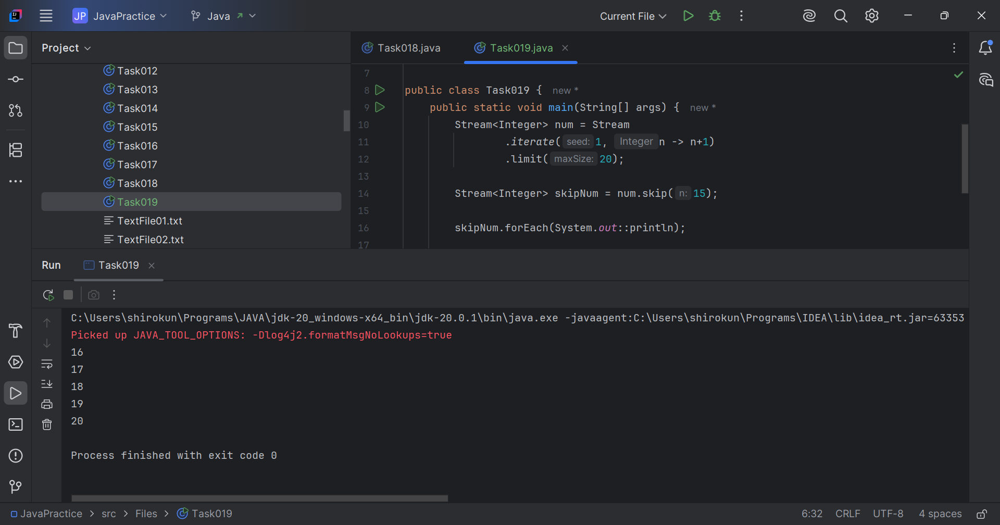 JP JavaPractice Java Current File
Project
Task012
Task013
Task014
Task015
Task016
Task017
Task018
Task019
TextFile01.txt
TextFile02.txt
Task018.java Task019.java
7
8 public class Task019 { new *
9 public static void main(String[] args) { new *
10 Stream<Integer> num = Stream
11 .iterate( seed: 1, Integer n -> n+1)
12 .limit( maxSize: 20);
13
14 Stream<Integer> skipNum = num.skip( n: 15);
15
16 skipNum.forEach(System.out::println);
17
Run Task019
C:\Users\shirokun\Programs\JAVA\jdk-20_windows-x64_bin\jdk-20.0.1\bin\java.exe -javaagent:C:\Users\shirokun\Programs\IDEA\lib\idea_rt.jar=63353
Picked up JAVA_TOOL_OPTIONS: -Dlog4j2.formatMsgNoLookups=true
16
17
18
19
20
Process finished with exit code 0
JavaPractice > src > Files > Task019 6:32 CRLF UTF-8 4 spaces